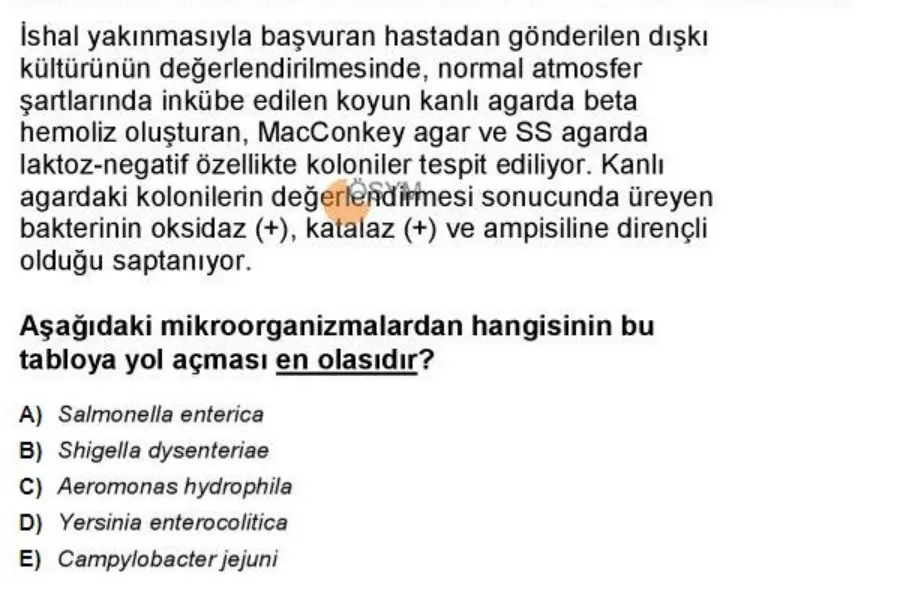 İshal yakınmasıyla başvuran hastadan gönderilen dışkı
kültürünün değerlendirilmesinde, normal atmosfer
şartlarında inkübe edilen koyun kanlı agarda beta
hemoliz oluşturan, MacConkey agar ve SS agarda
laktoz-negatif özellikte koloniler tespit ediliyor. Kanlı
agardaki kolonilerin değerlendirmesi sonucunda üreyen
ÖSYM
bakterinin oksidaz (+), katalaz (+) ve ampisiline dirençli
olduğu saptanıyor.
Aşağıdaki mikroorganizmalardan hangisinin bu
tabloya yol açması en olasıdır?
A) Salmonella enterica
B) Shigella dysenteriae
C) Aeromonas hydrophila
D) Yersinia enterocolitica
E) Campylobacter jejuni